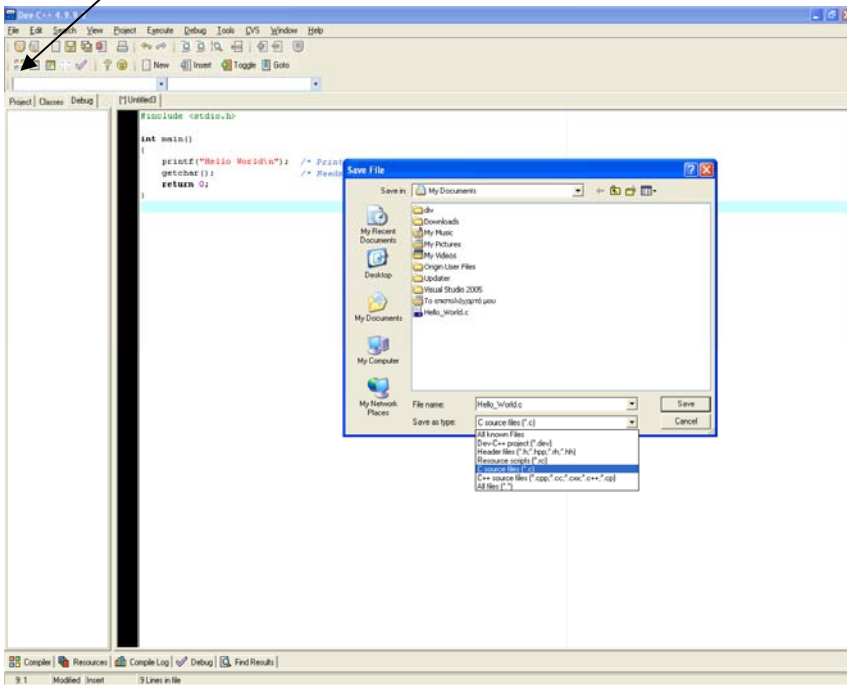 Dev-C++ 4.9.9.2
File Edit Search View Project Execute Debug Tools CVS Window Help
New Insert Toggle Goto
Project Classes Debug [*] Untitled3
#include <stdio.h>
int main()
{
printf("Hello World\n"); /* Print
getchar(); /* Needs
return 0;
}
Save File
Save in: My Documents
My Recent Documents
Desktop
My Documents
My Computer
My Network Places
div
Downloads
My Music
My Pictures
My Videos
Origin User Files
Updater
Visual Studio 2005
Το επιστολόχαρτό μου
Hello_World.c
File name: Hello_World.c Save
Save as type: C source files (*.c) Cancel
All known Files
Dev-C++ project (*.dev)
Header files (*.h;*.hpp;*.rh;*.hh)
Resource scripts (*.rc)
C source files (*.c)
C++ source files (*.cpp;*.cc;*.cxx;*.c++;*.cp)
All files (*.*)
Compiler Resources Compile Log Debug Find Results
9: 1 Modified Insert 9 Lines in file